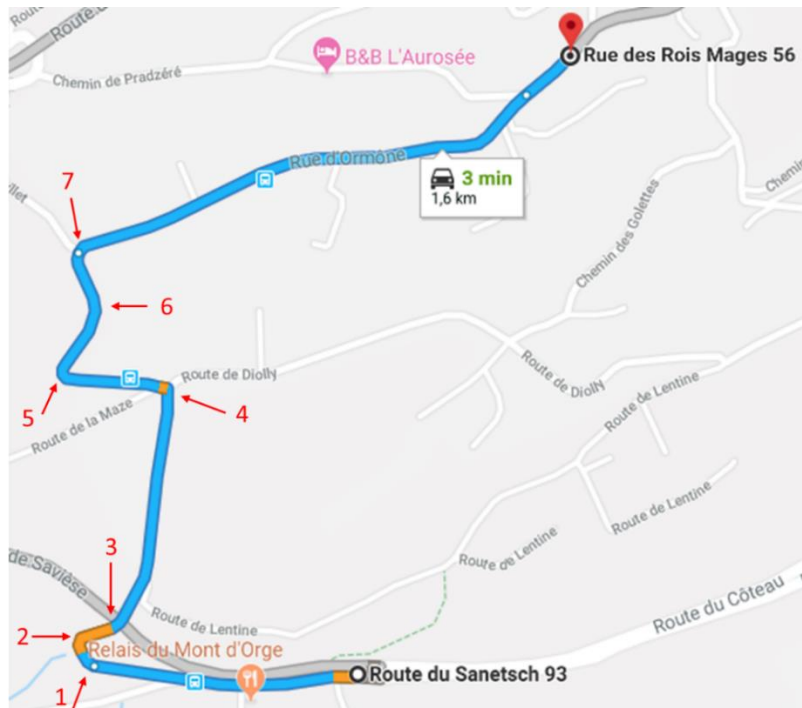 Route
B&B L'Aurosée
Rue des Rois Mages 56
Chemin de Pradzéré
Rue d'Ormône
3 min
1,6 km
Chemin
illet
7
Chemin des Golettes
6
Route de Diolly
Route de Diolly
5
4
Route de la Maze
Route de Lentine
Route de Lentine
3
Route de Lentine
de Savièse
Route de Lentine
Route du Côteau
2
Relais du Mont d'Orge
Route du Sanetsch 93
1